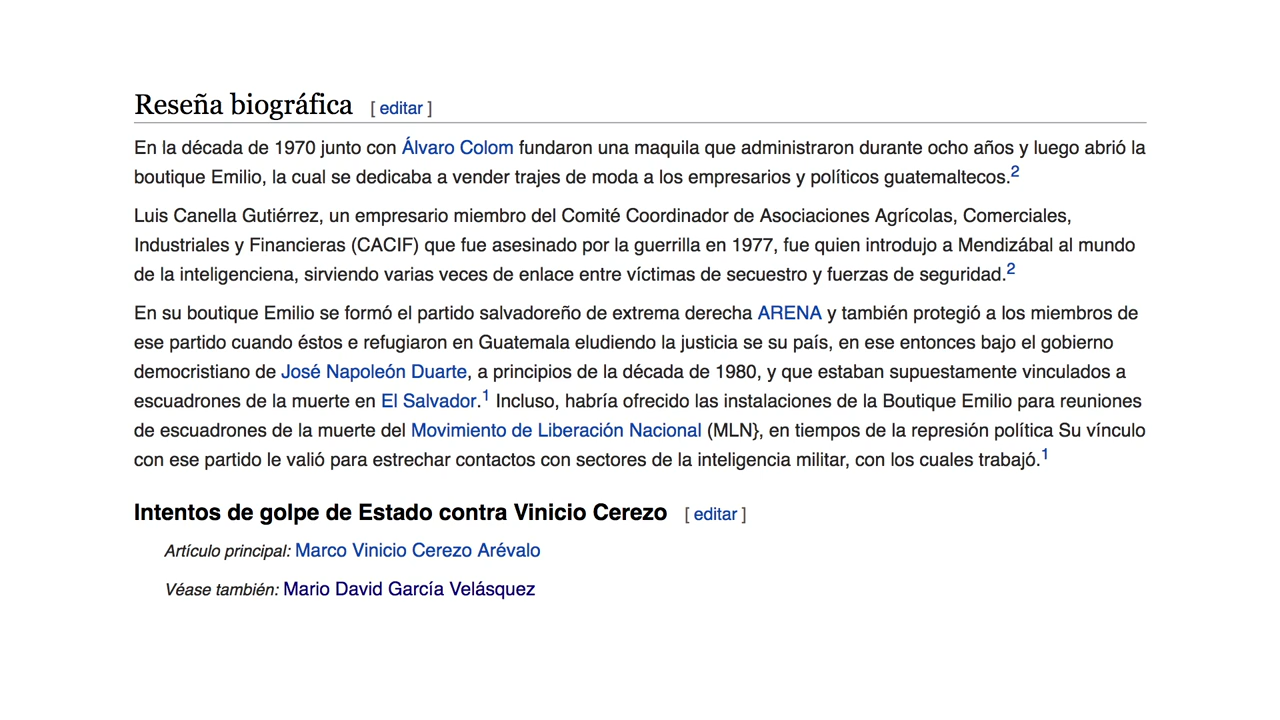 Reseña biográfica [ editar ]
En la década de 1970 junto con Álvaro Colom fundaron una maquila que administraron durante ocho años y luego abrió la
boutique Emilio, la cual se dedicaba a vender trajes de moda a los empresarios y políticos guatemaltecos.2
Luis Canella Gutiérrez, un empresario miembro del Comité Coordinador de Asociaciones Agrícolas, Comerciales,
Industriales y Financieras (CACIF) que fue asesinado por la guerrilla en 1977, fue quien introdujo a Mendizábal al mundo
de la inteligenciena, sirviendo varias veces de enlace entre víctimas de secuestro y fuerzas de seguridad.2
En su boutique Emilio se formó el partido salvadoreño de extrema derecha ARENA y también protegió a los miembros de
ese partido cuando éstos e refugiaron en Guatemala eludiendo la justicia se su país, en ese entonces bajo el gobierno
democristiano de José Napoleón Duarte, a principios de la década de 1980, y que estaban supuestamente vinculados a
escuadrones de la muerte en El Salvador.1 Incluso, habría ofrecido las instalaciones de la Boutique Emilio para reuniones
de escuadrones de la muerte del Movimiento de Liberación Nacional (MLN}, en tiempos de la represión política Su vínculo
con ese partido le valió para estrechar contactos con sectores de la inteligencia militar, con los cuales trabajó.1
Intentos de golpe de Estado contra Vinicio Cerezo [ editar ]
Artículo principal: Marco Vinicio Cerezo Arévalo
Véase también: Mario David García Velásquez